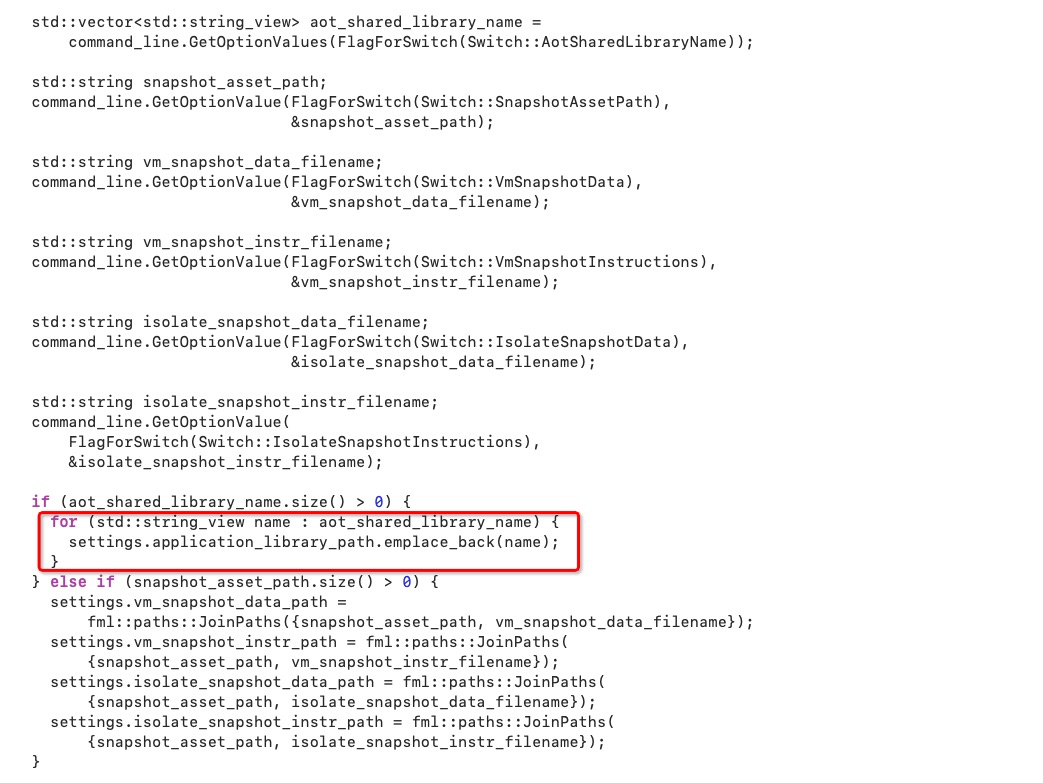 std::vector<std::string_view> aot_shared_library_name =
    command_line.GetOptionValues(FlagForSwitch(Switch::AotSharedLibraryName));

std::string snapshot_asset_path;
command_line.GetOptionValue(FlagForSwitch(Switch::SnapshotAssetPath),
                            &snapshot_asset_path);

std::string vm_snapshot_data_filename;
command_line.GetOptionValue(FlagForSwitch(Switch::VmSnapshotData),
                            &vm_snapshot_data_filename);

std::string vm_snapshot_instr_filename;
command_line.GetOptionValue(FlagForSwitch(Switch::VmSnapshotInstructions),
                            &vm_snapshot_instr_filename);

std::string isolate_snapshot_data_filename;
command_line.GetOptionValue(FlagForSwitch(Switch::IsolateSnapshotData),
                            &isolate_snapshot_data_filename);

std::string isolate_snapshot_instr_filename;
command_line.GetOptionValue(
    FlagForSwitch(Switch::IsolateSnapshotInstructions),
    &isolate_snapshot_instr_filename);

if (aot_shared_library_name.size() > 0) {
  for (std::string_view name : aot_shared_library_name) {
    settings.application_library_path.emplace_back(name);
  }
} else if (snapshot_asset_path.size() > 0) {
  settings.vm_snapshot_data_path =
      fml::paths::JoinPaths({snapshot_asset_path, vm_snapshot_data_filename});
  settings.vm_snapshot_instr_path = fml::paths::JoinPaths(
      {snapshot_asset_path, vm_snapshot_instr_filename});
  settings.isolate_snapshot_data_path = fml::paths::JoinPaths(
      {snapshot_asset_path, isolate_snapshot_data_filename});
  settings.isolate_snapshot_instr_path = fml::paths::JoinPaths(
      {snapshot_asset_path, isolate_snapshot_instr_filename});
}